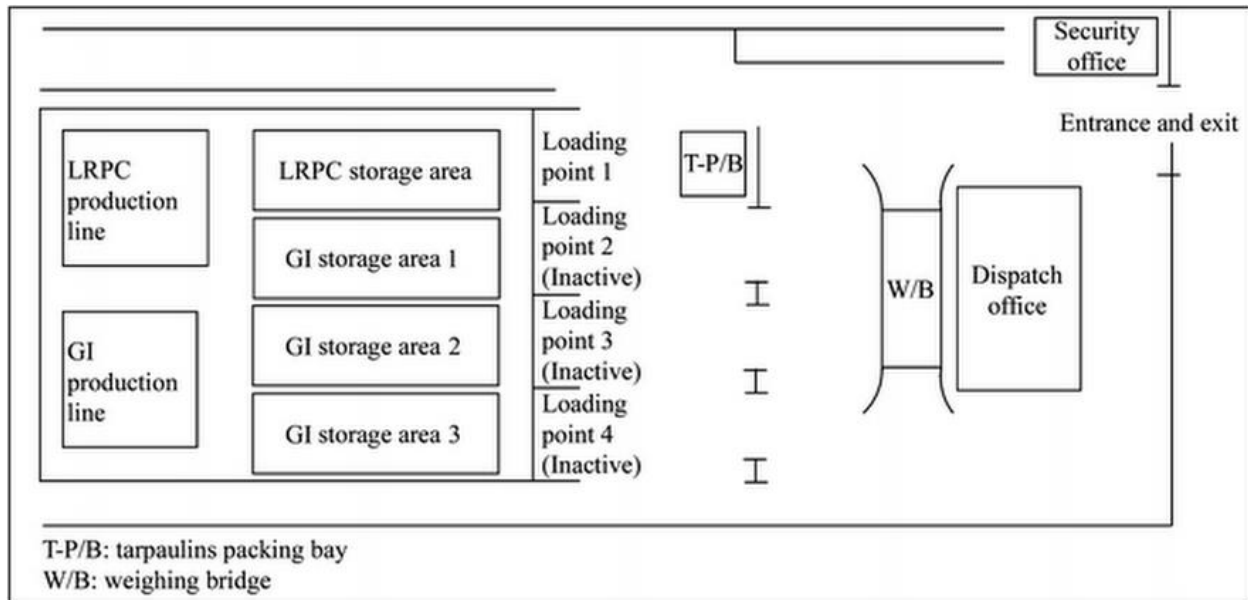 Security
office
Entrance and exit
LRPC
production
line
LRPC storage area
Loading
point 1
T-P/B
GI storage area 1
Loading
point 2
(Inactive)
W/B
Dispatch
office
GI
production
line
GI storage area 2
Loading
point 3
(Inactive)
GI storage area 3
Loading
point 4
(Inactive)
T-P/B: tarpaulins packing bay
W/B: weighing bridge